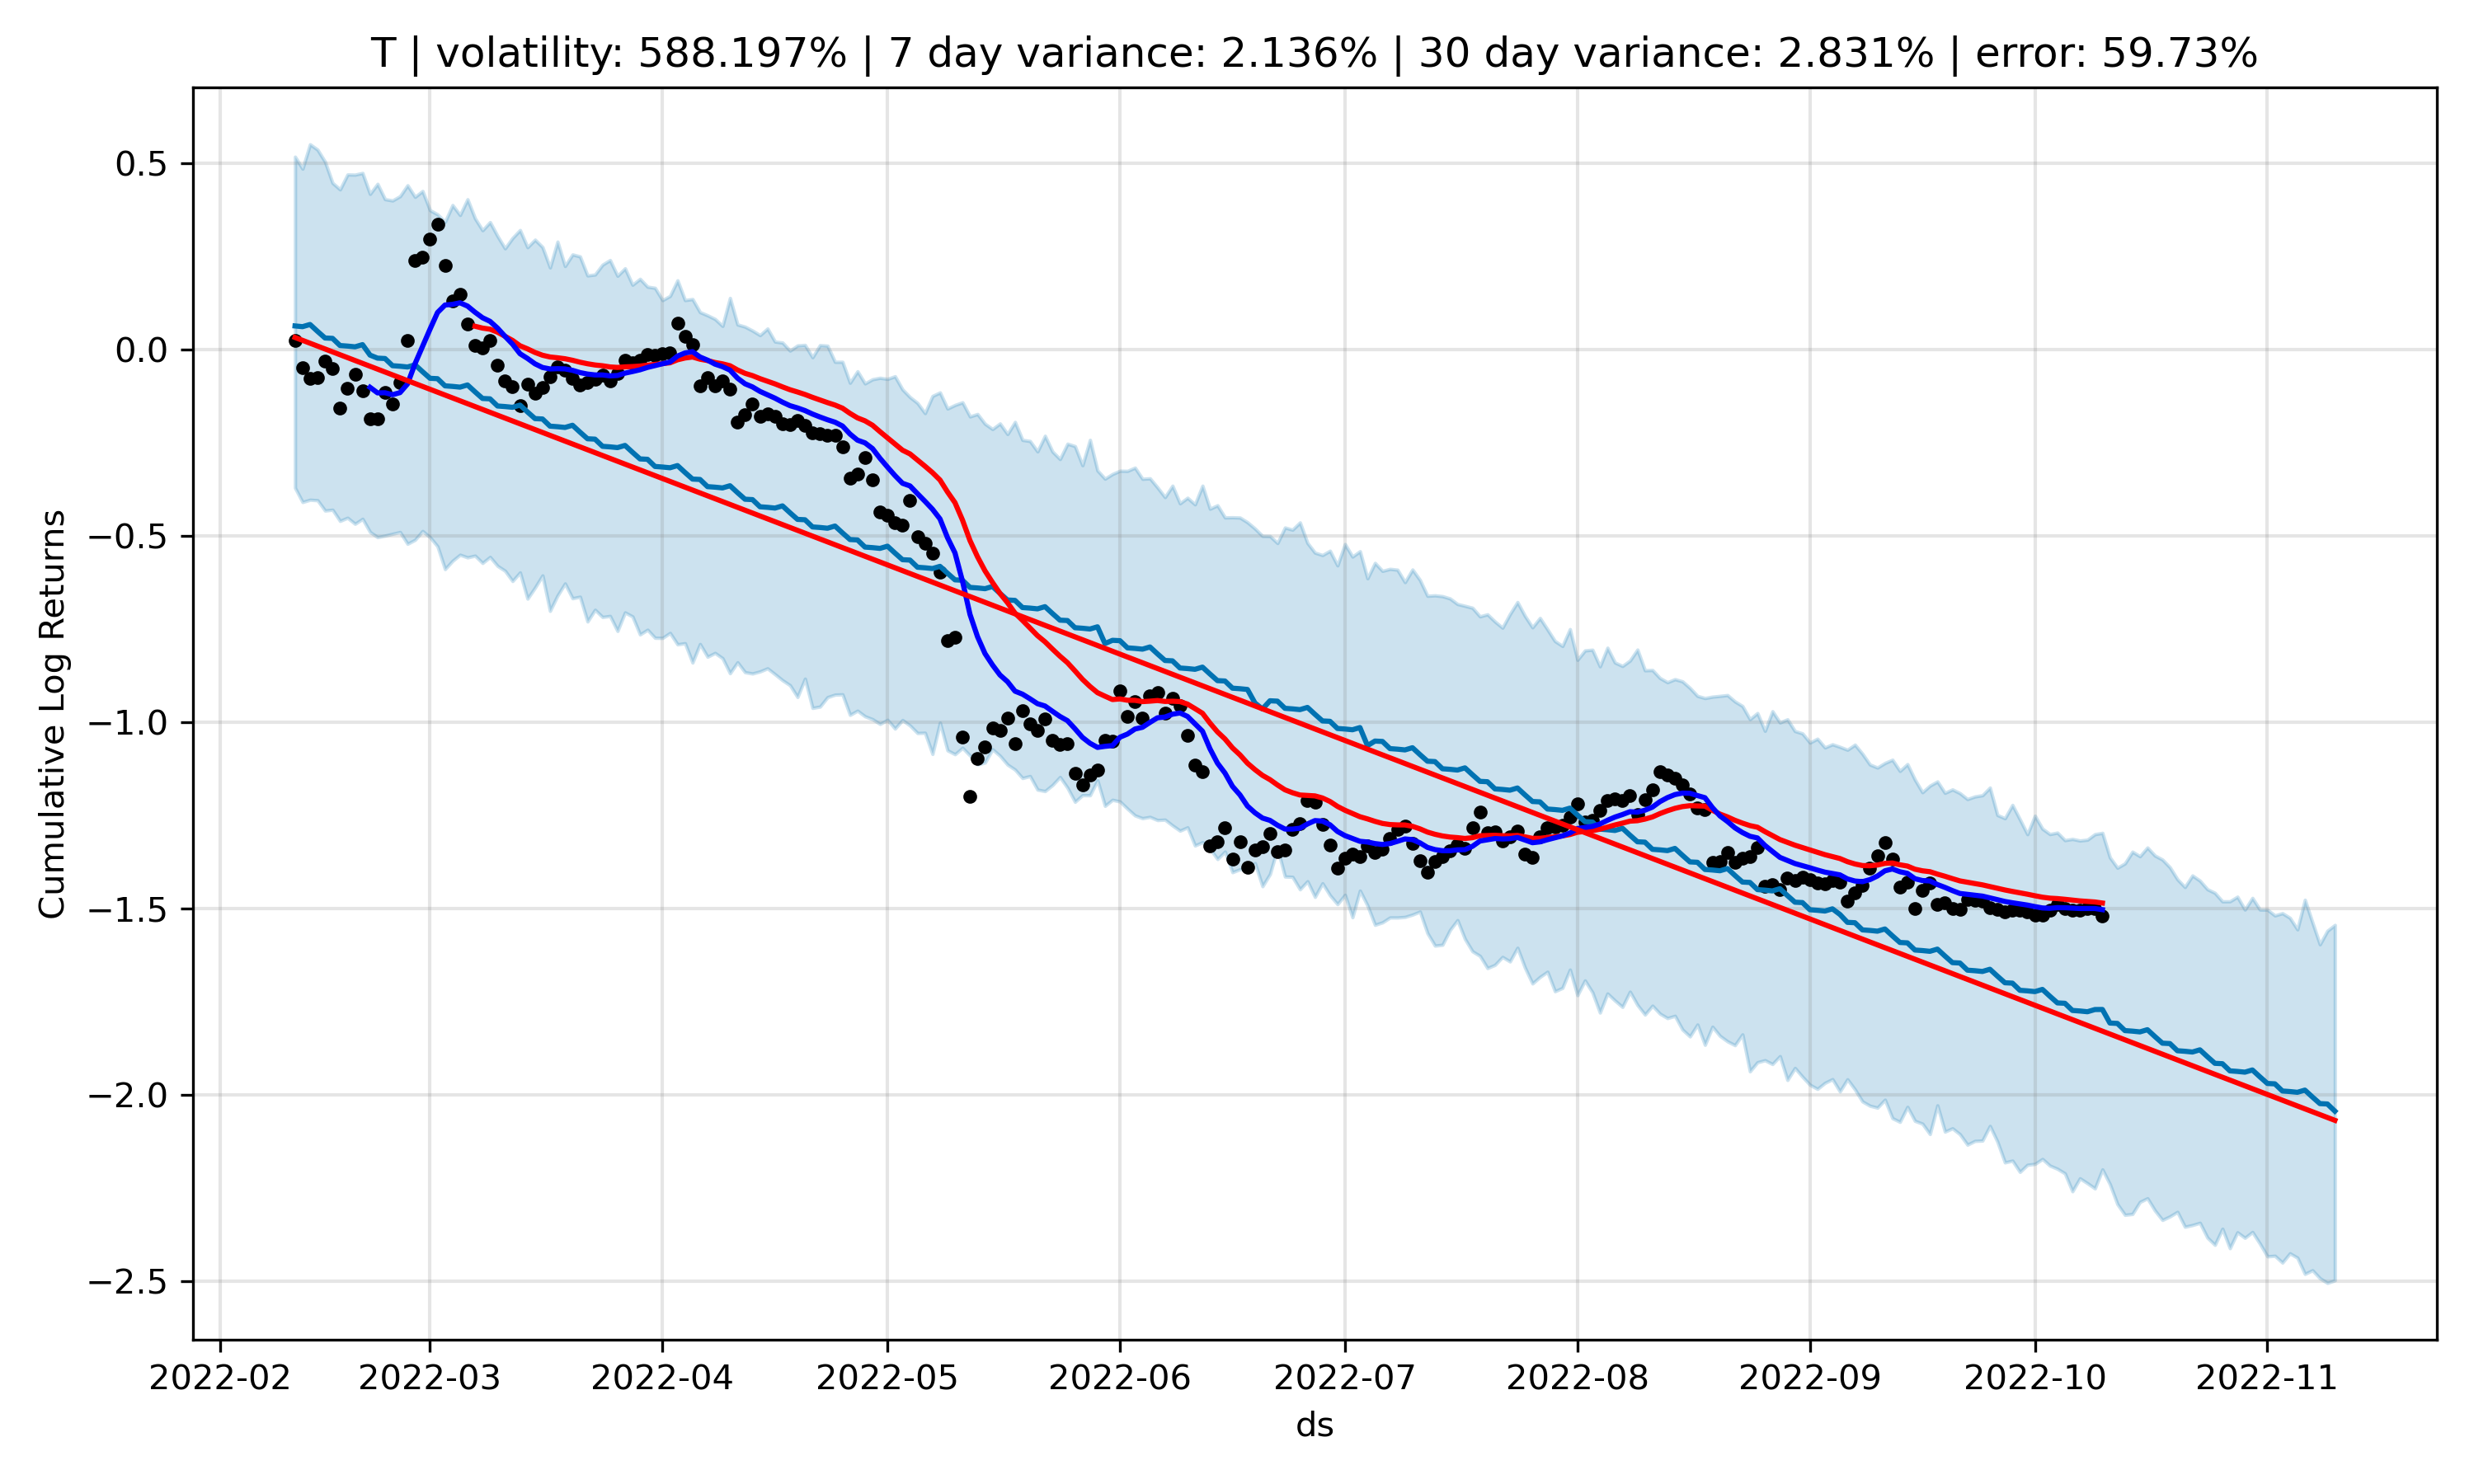 T | volatility: 588.197% | 7 day variance: 2.136% | 30 day variance: 2.831% | error: 59.73%
Cumulative Log Returns
0.5
0.0
−0.5
−1.0
−1.5
−2.0
−2.5
2022-02 2022-03 2022-04 2022-05 2022-06 2022-07 2022-08 2022-09 2022-10 2022-11
ds